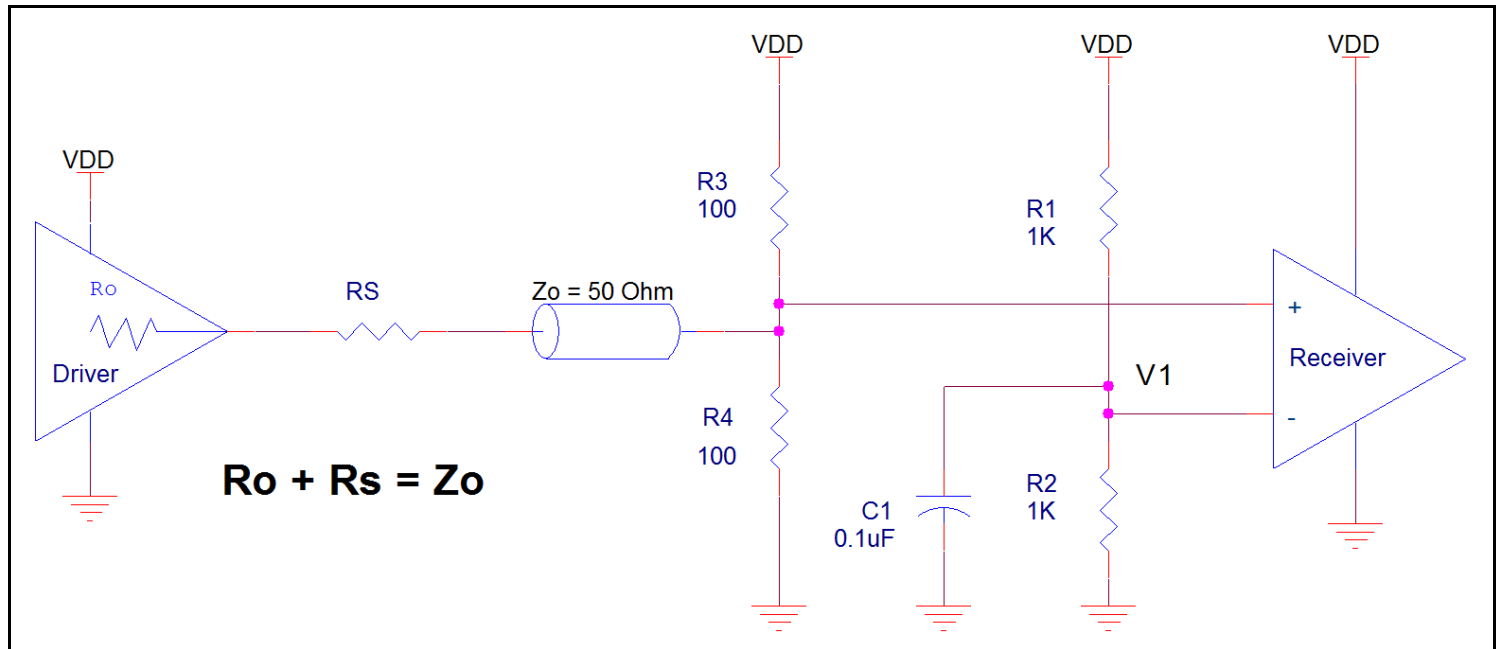 VDD
VDD
VDD
VDD
R3
100
R1
1K
Ro
RS
Zo = 50 Ohm
+
Driver
Receiver
V1
R4
100
-
Ro + Rs = Zo
R2
1K
C1
0.1uF